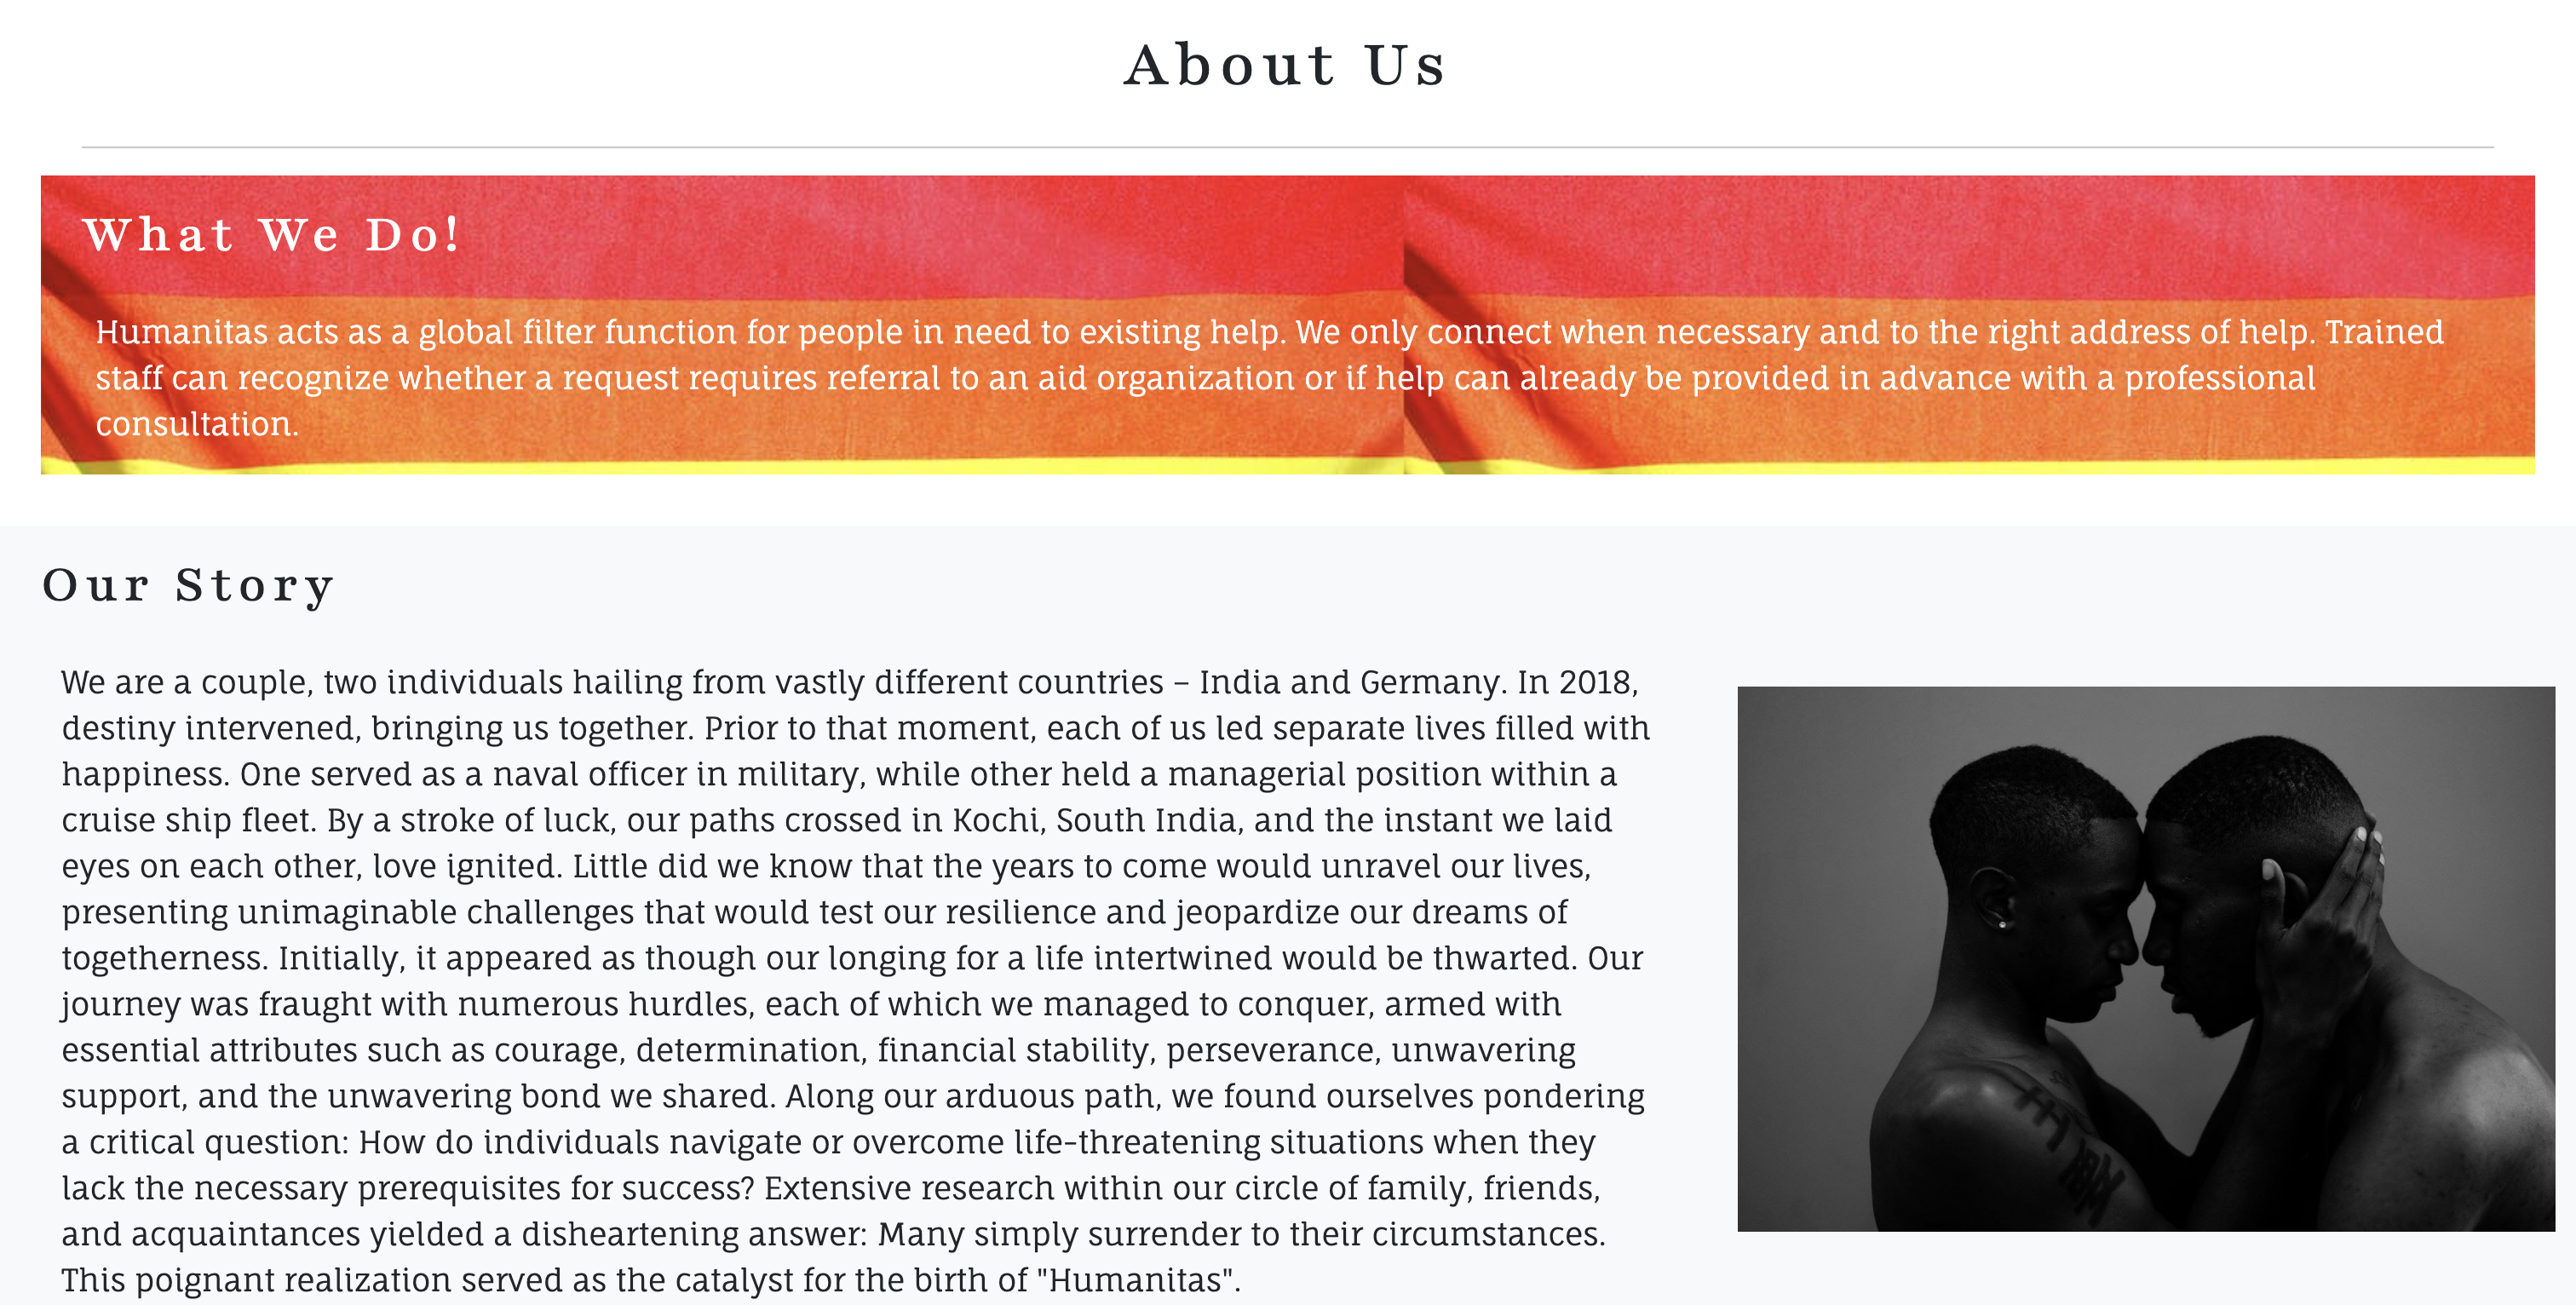 About Us
What We Do!
Humanitas acts as a global filter function for people in need to existing help. We only connect when necessary and to the right address of help. Trained
staff can recognize whether a request requires referral to an aid organization or if help can already be provided in advance with a professional
consultation.
Our Story
We are a couple, two individuals hailing from vastly different countries – India and Germany. In 2018,
destiny intervened, bringing us together. Prior to that moment, each of us led separate lives filled with
happiness. One served as a naval officer in military, while other held a managerial position within a
cruise ship fleet. By a stroke of luck, our paths crossed in Kochi, South India, and the instant we laid
eyes on each other, love ignited. Little did we know that the years to come would unravel our lives,
presenting unimaginable challenges that would test our resilience and jeopardize our dreams of
togetherness. Initially, it appeared as though our longing for a life intertwined would be thwarted. Our
journey was fraught with numerous hurdles, each of which we managed to conquer, armed with
essential attributes such as courage, determination, financial stability, perseverance, unwavering
support, and the unwavering bond we shared. Along our arduous path, we found ourselves pondering
a critical question: How do individuals navigate or overcome life-threatening situations when they
lack the necessary prerequisites for success? Extensive research within our circle of family, friends,
and acquaintances yielded a disheartening answer: Many simply surrender to their circumstances.
This poignant realization served as the catalyst for the birth of "Humanitas".